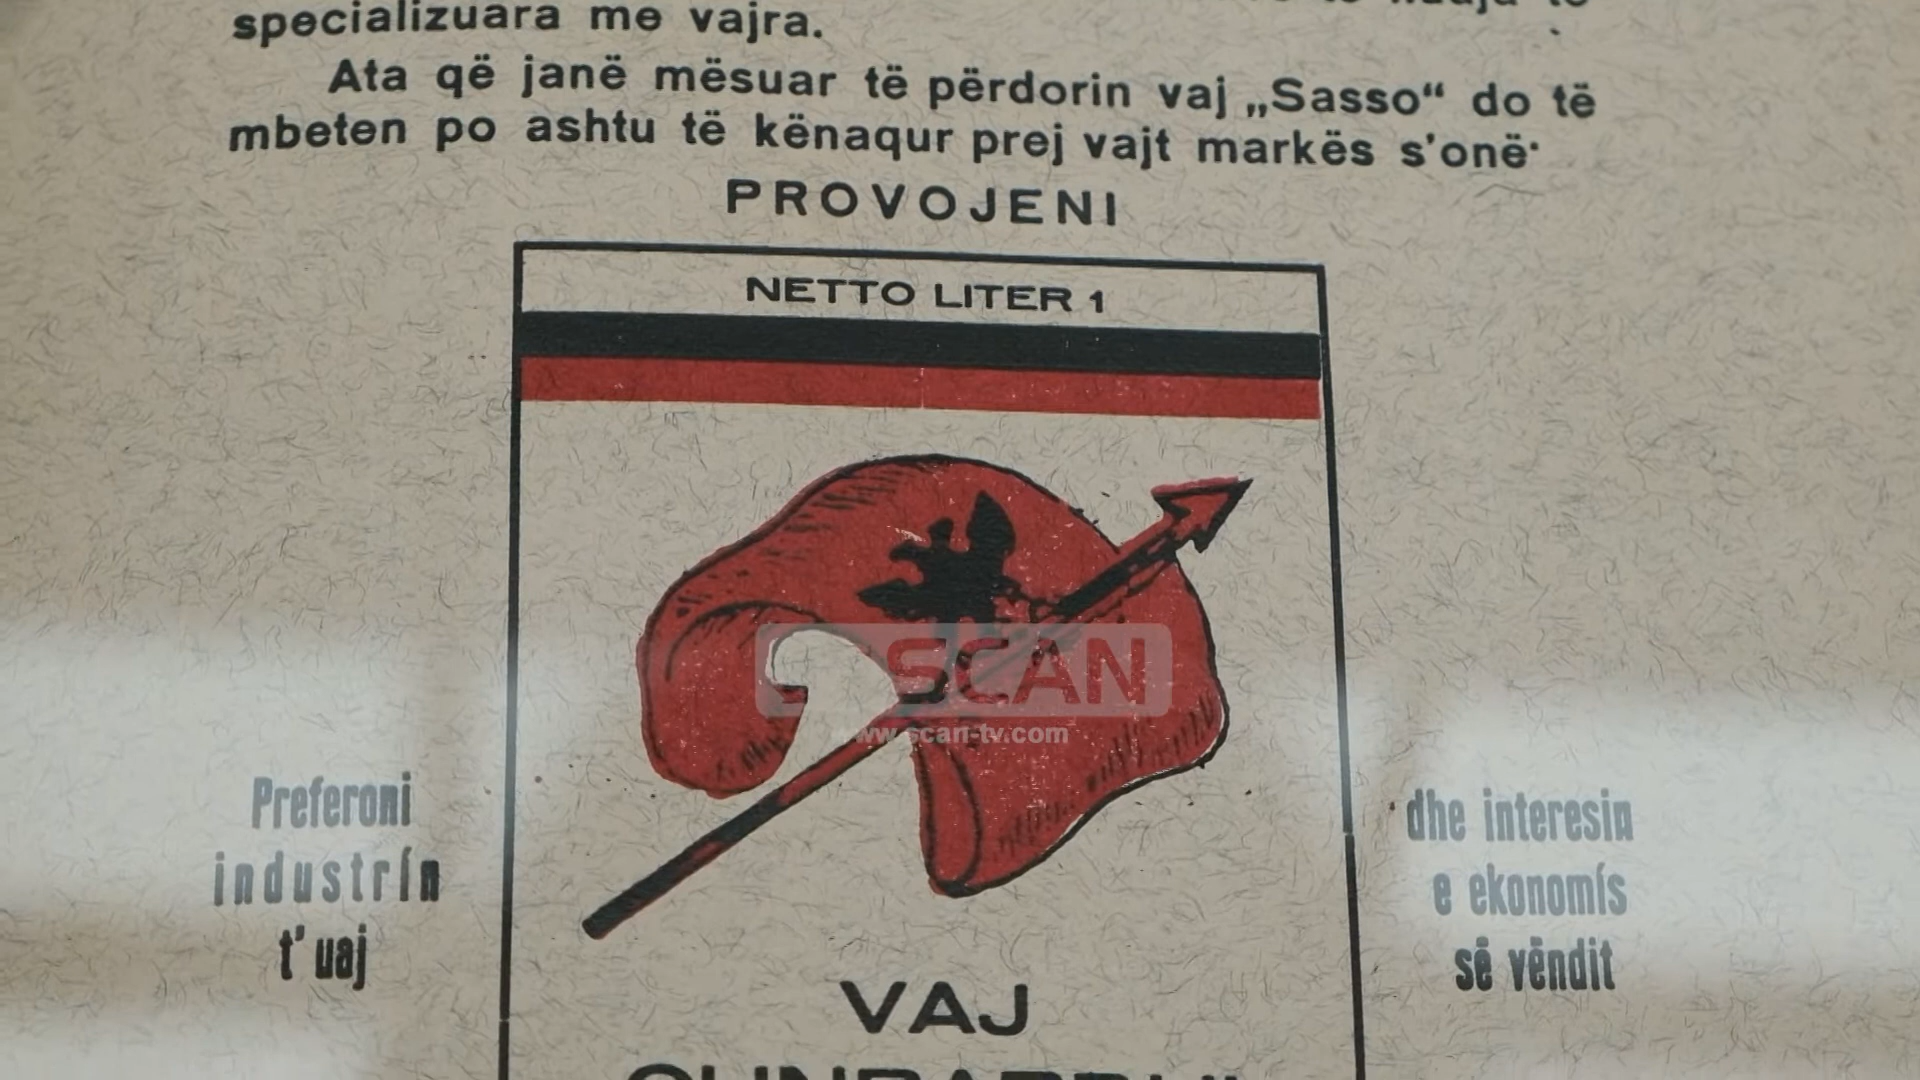 specializuara me vajra.
Ata që janë mësuar të përdorin vaj „Sasso“ do të
mbeten po ashtu të kënaqur prej vajt markës s'onë·
PROVOJENI
NETTO LITER 1
SCAN
www.scan-tv.com
Preferoni
industrín
t' uaj
dhe interesin
e ekonomís
së vëndit
VAJ